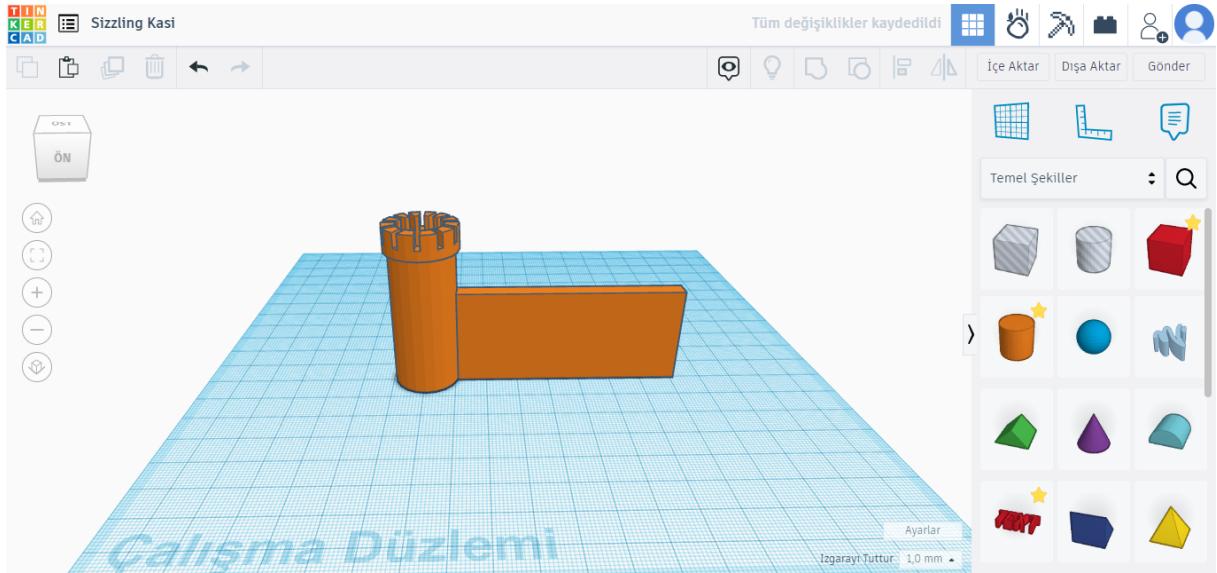 TIN
KER
CAD
Sizzling Kasi
Tüm değişiklikler kaydedildi
İçe Aktar
Dışa Aktar
Gönder
ÜST
ÖN
Temel Şekiller
TEXT
Çalışma Düzlemi
Ayarlar
Izgarayı Tuttur
1,0 mm